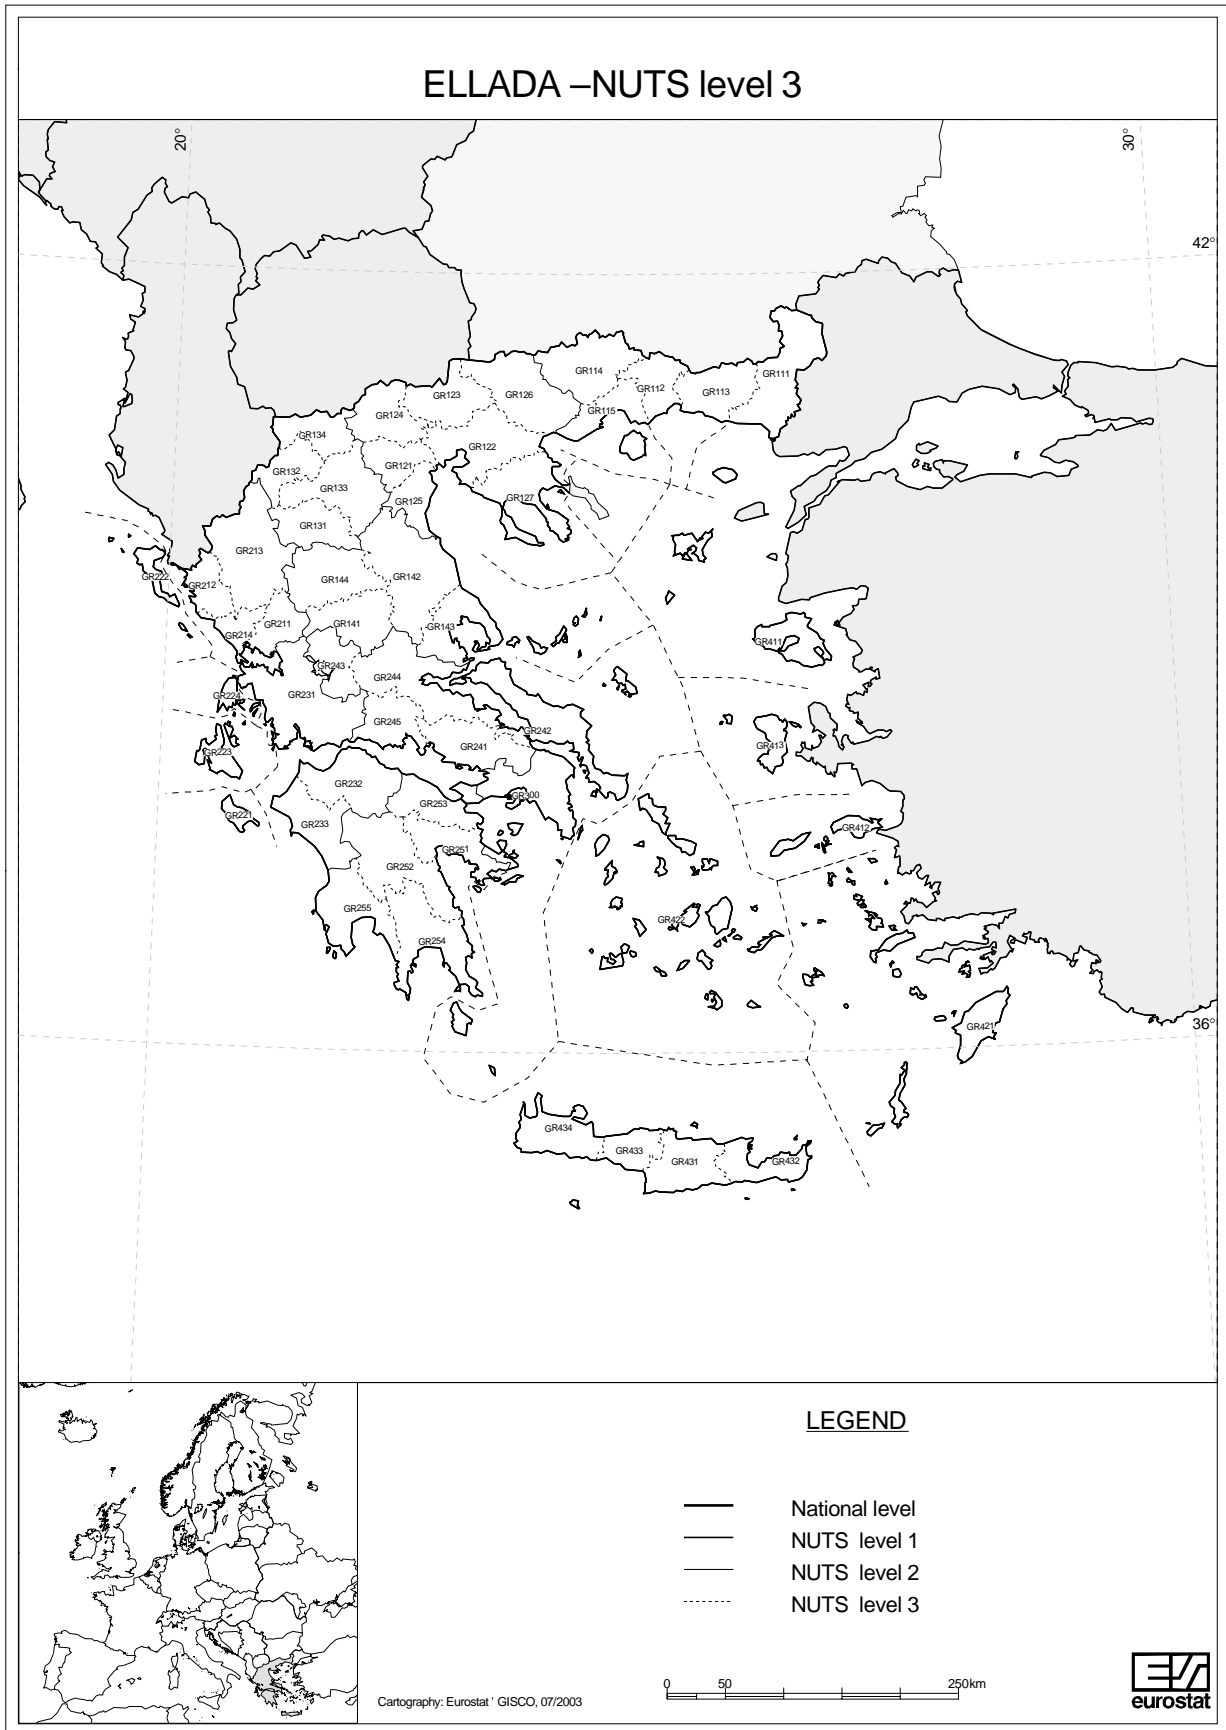 ELLADA –NUTS level 3
20°
30°
42°
GR111
GR114
GR112
GR113
GR123
GR126
GR115
GR124
GR134
GR122
GR132
GR121
GR133
GR127
GR125
GR131
GR213
GR222
GR212
GR144
GR142
GR211
GR141
GR143
GR214
GR411
GR243
GR244
GR224
GR231
GR245
GR242
GR223
GR241
GR413
GR232
GR300
GR253
GR221
GR233
GR412
GR251
GR252
GR255
GR422
GR254
36°
GR421
GR434
GR433
GR431
GR432
LEGEND
National level
NUTS level 1
NUTS level 2
NUTS level 3
0 50 250km
Cartography: Eurostat ' GISCO, 07/2003
eurostat